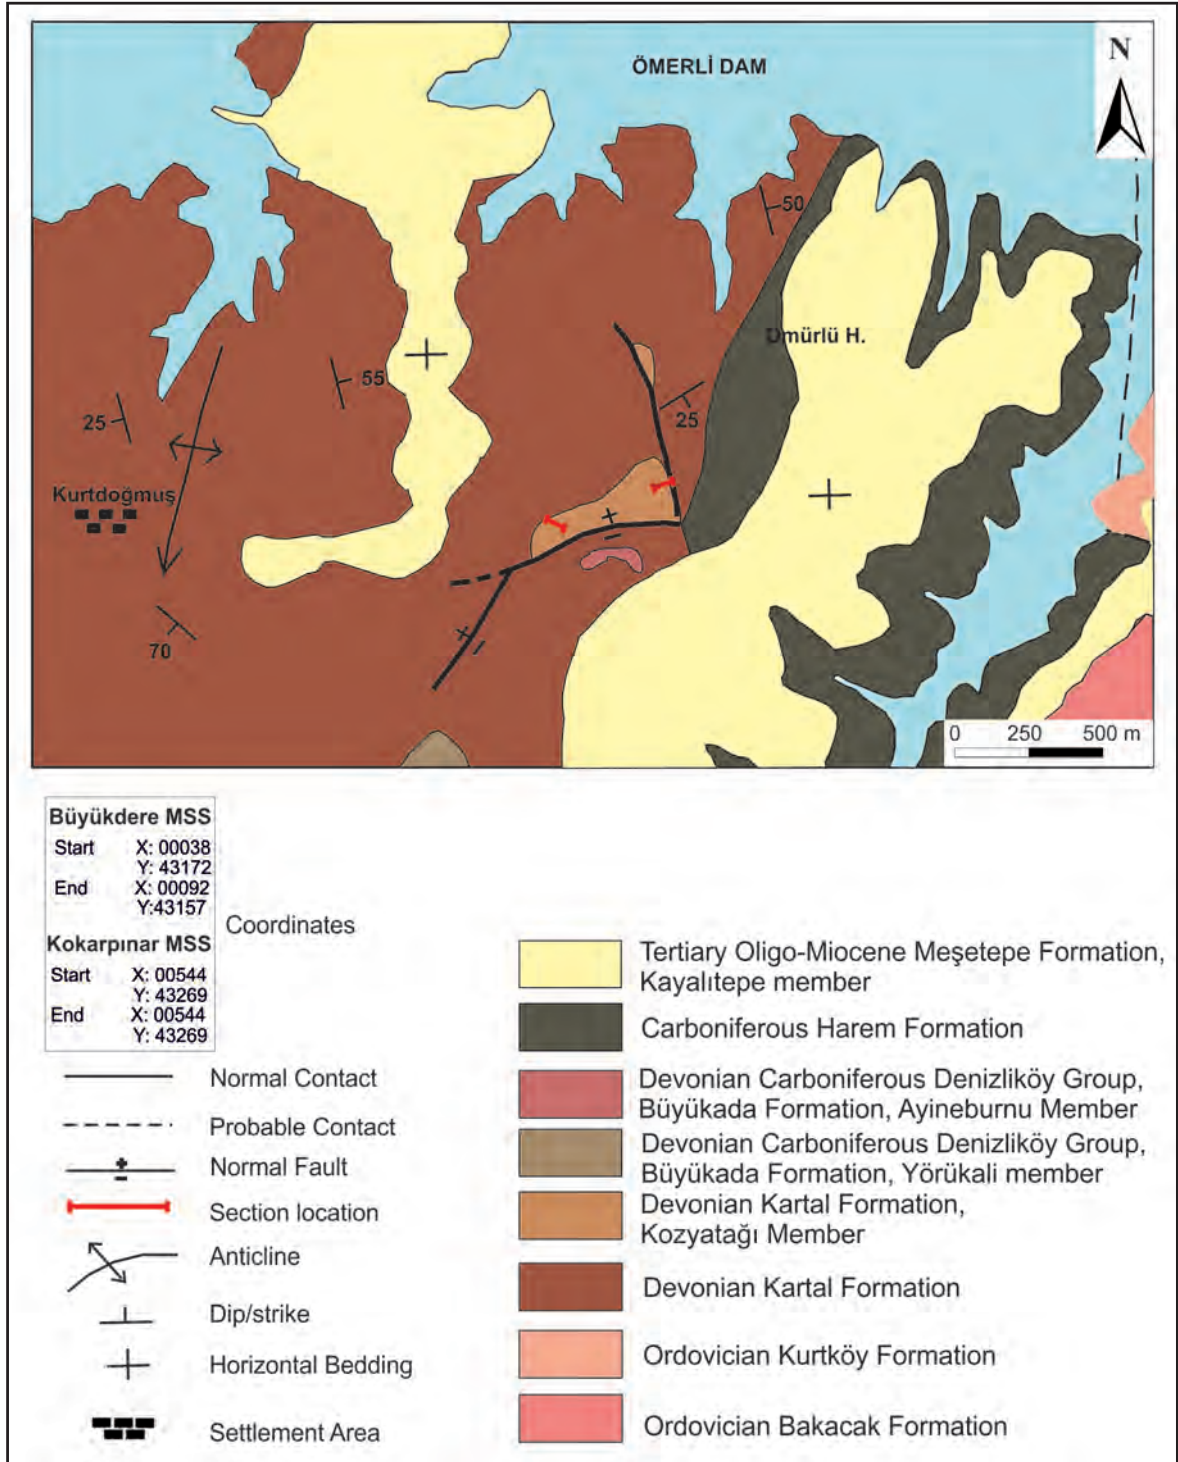 ÖMERLİ DAM
N
50
Ömürlü H.
55
25
25
Kurtdoğmuş
70
0 250 500 m
Büyükdere MSS
Start X: 00038
Y: 43172
End X: 00092
Y:43157
Coordinates
Kokarpınar MSS
Start X: 00544
Y: 43269
End X: 00544
Y: 43269
Normal Contact
Probable Contact
Normal Fault
Section location
Anticline
Dip/strike
Horizontal Bedding
Settlement Area
Tertiary Oligo-Miocene Meşetepe Formation,
Kayalıtepe member
Carboniferous Harem Formation
Devonian Carboniferous Denizliköy Group,
Büyükada Formation, Ayineburnu Member
Devonian Carboniferous Denizliköy Group,
Büyükada Formation, Yörükali member
Devonian Kartal Formation,
Kozyatağı Member
Devonian Kartal Formation
Ordovician Kurtköy Formation
Ordovician Bakacak Formation